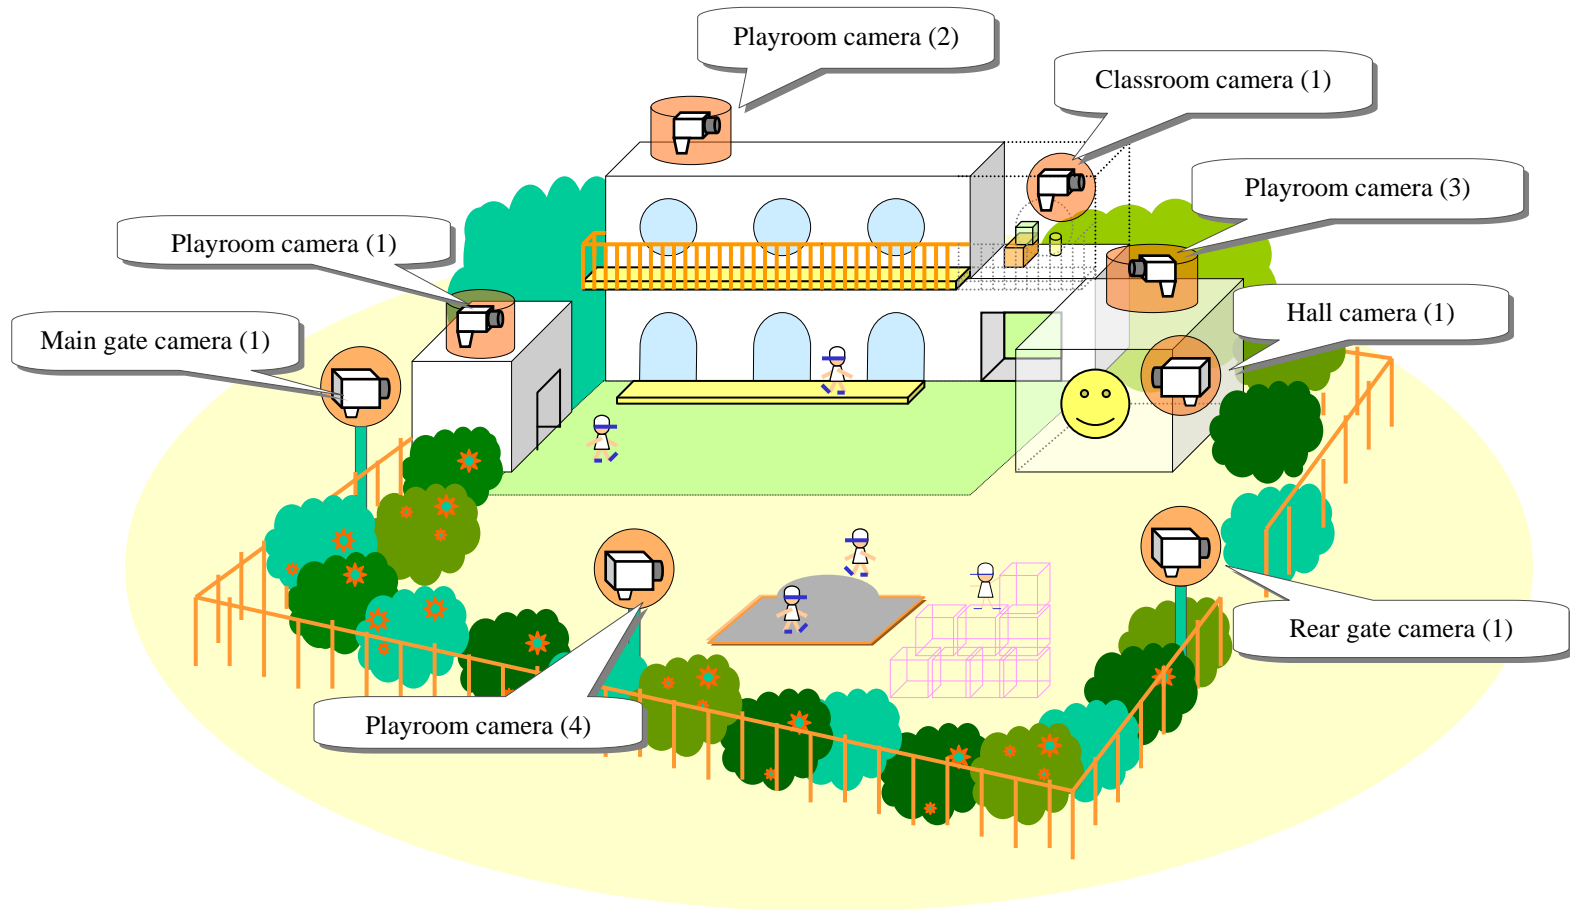 Playroom camera (2)
Classroom camera (1)
Playroom camera (3)
Playroom camera (1)
Hall camera (1)
Main gate camera (1)
Rear gate camera (1)
Playroom camera (4)